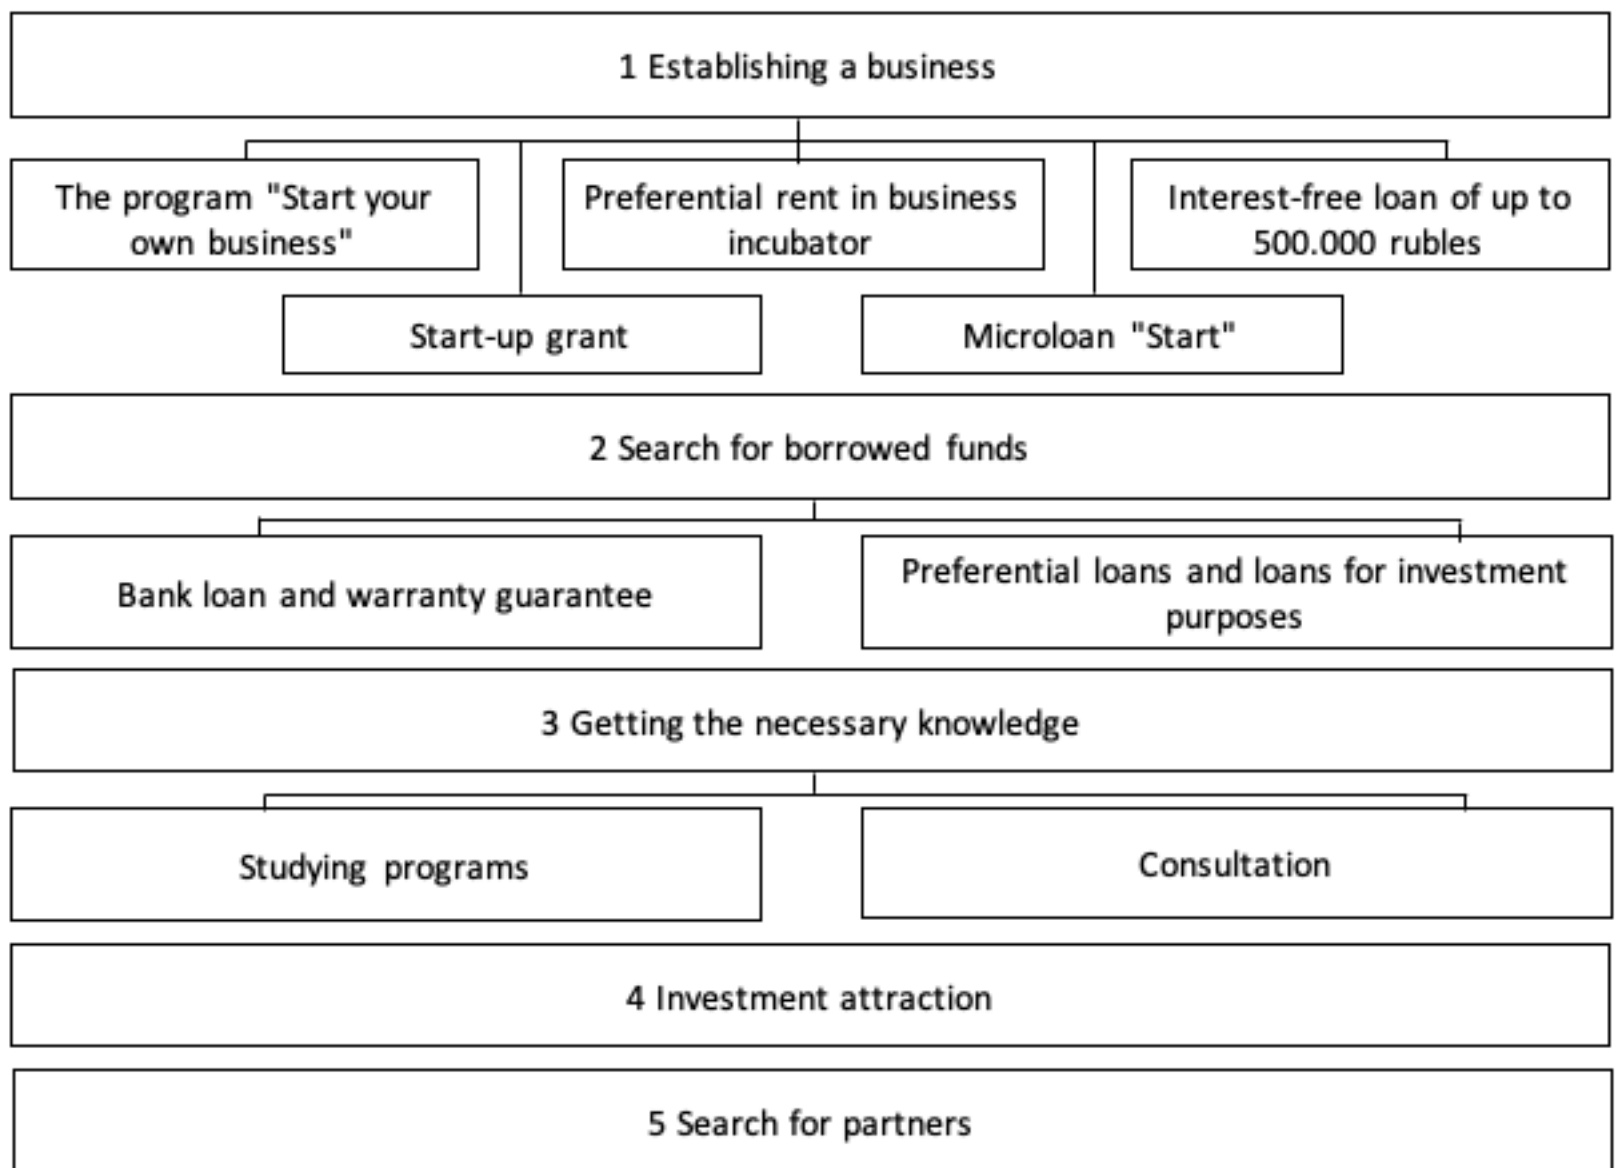 1 Establishing a business
The program "Start your
own business"
Preferential rent in business
incubator
Interest-free loan of up to
500.000 rubles
Start-up grant
Microloan "Start"
2 Search for borrowed funds
Bank loan and warranty guarantee
Preferential loans and loans for investment
purposes
3 Getting the necessary knowledge
Studying programs
Consultation
4 Investment attraction
5 Search for partners